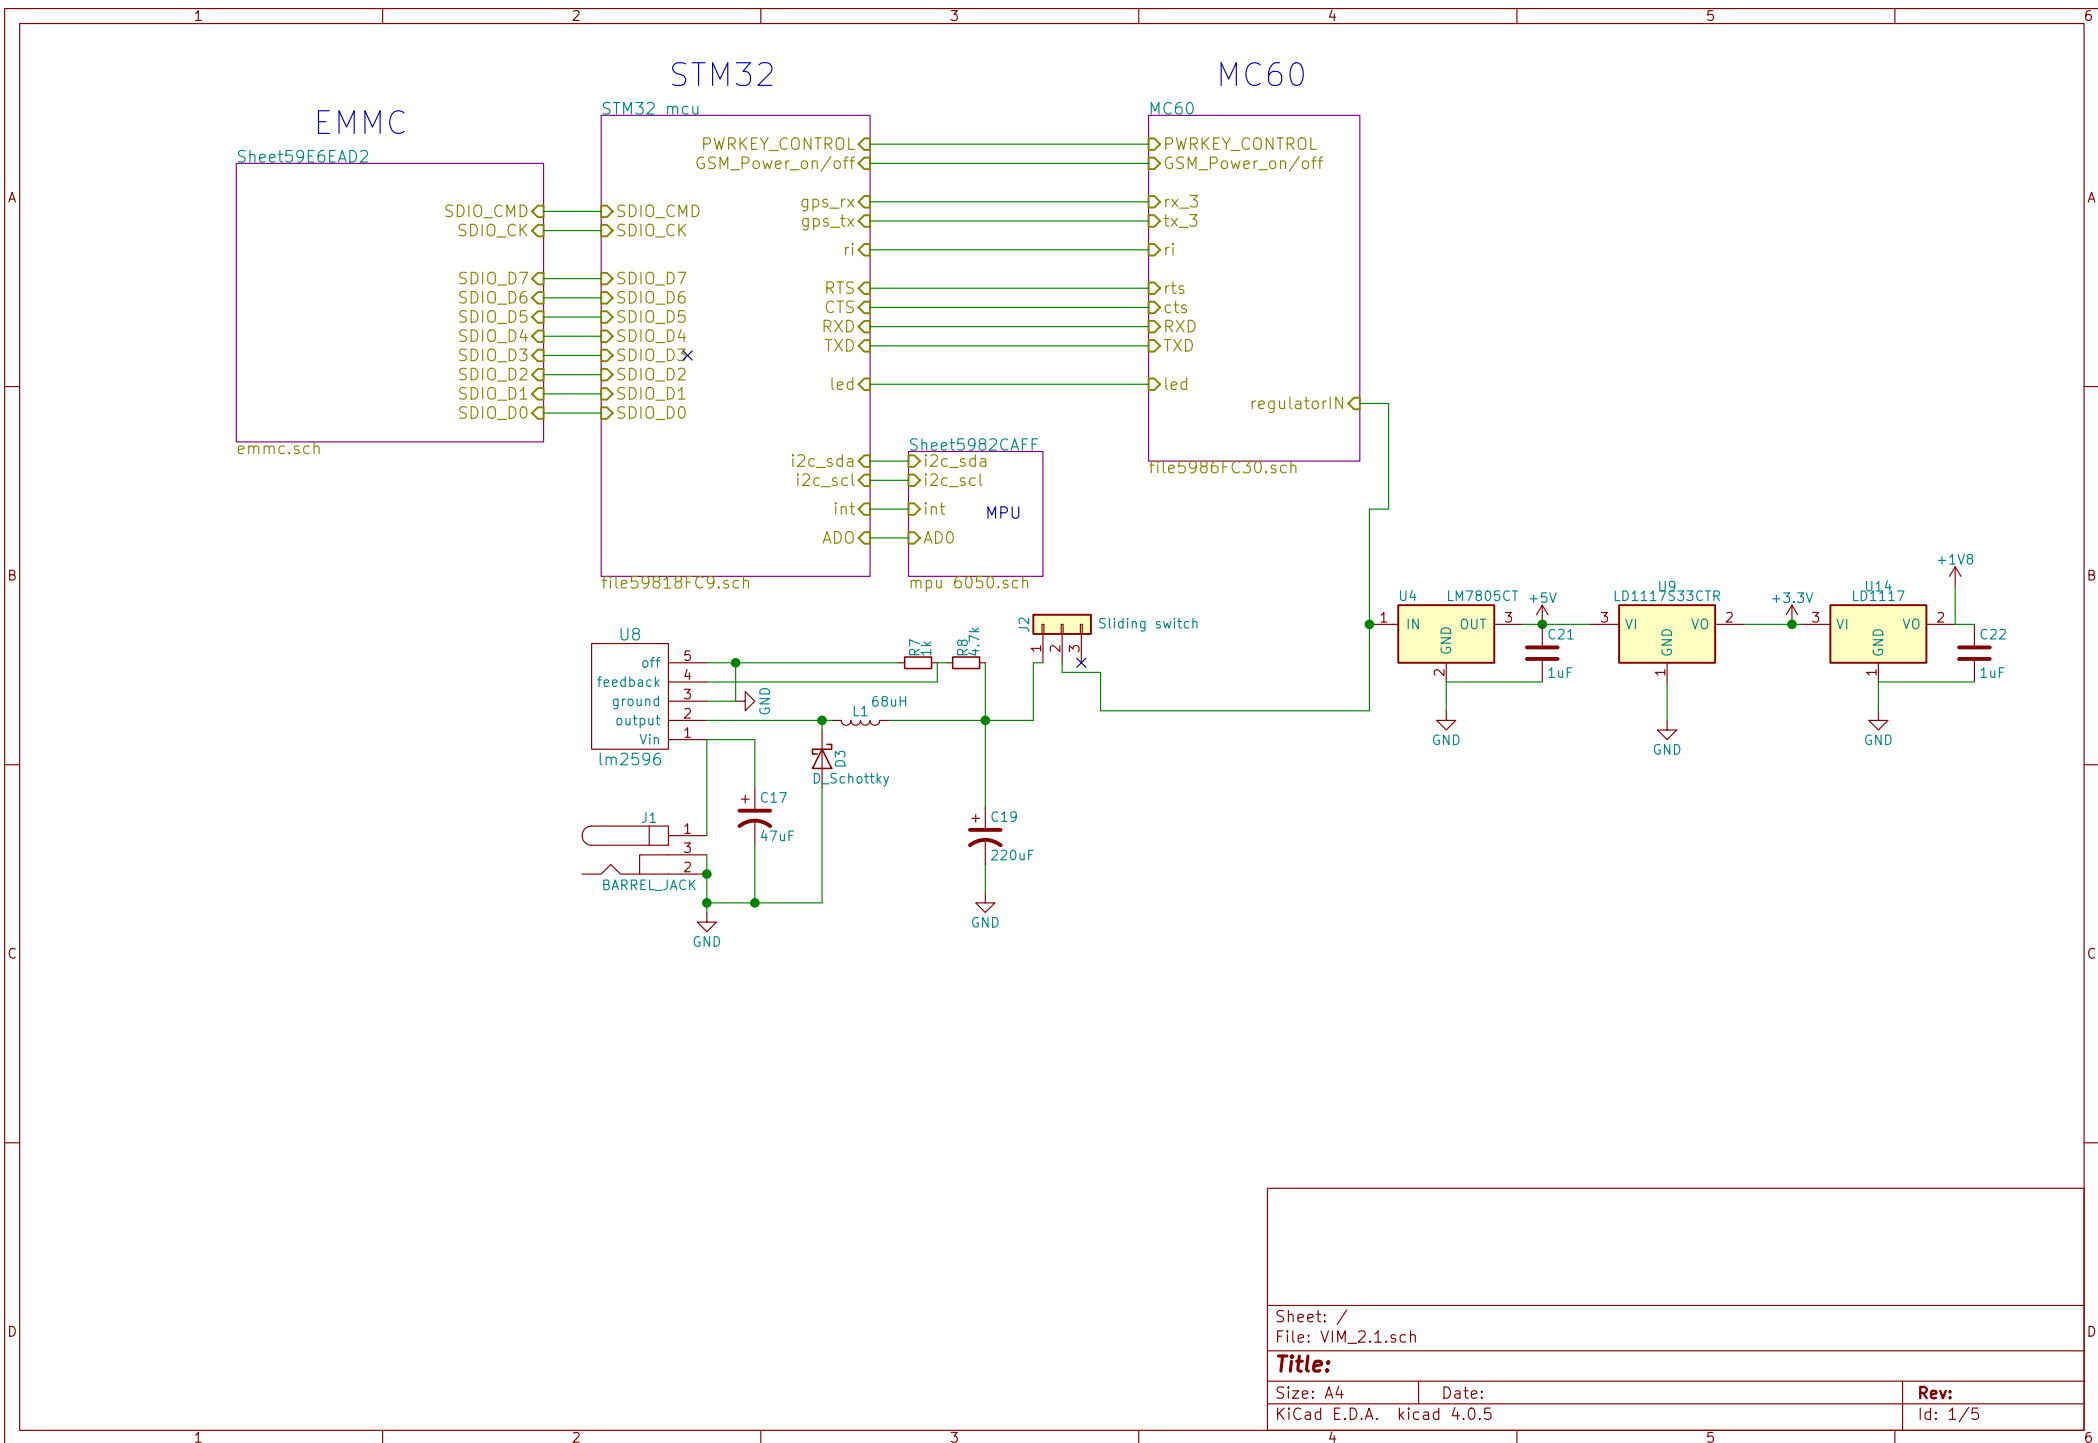 1 2 3 4 5 6
A A
B B
C C
D D
1 2 3 4 5 6
EMMC
Sheet59E6EAD2
SDIO_CMD
SDIO_CK
SDIO_D7
SDIO_D6
SDIO_D5
SDIO_D4
SDIO_D3
SDIO_D2
SDIO_D1
SDIO_D0
emmc.sch
STM32
STM32 mcu
SDIO_CMD
SDIO_CK
SDIO_D7
SDIO_D6
SDIO_D5
SDIO_D4
SDIO_D3
SDIO_D2
SDIO_D1
SDIO_D0
PWRKEY_CONTROL
GSM_Power_on/off
gps_rx
gps_tx
ri
RTS
CTS
RXD
TXD
led
i2c_sda
i2c_scl
int
ADO
file59818FC9.sch
MC60
MC60
PWRKEY_CONTROL
GSM_Power_on/off
rx_3
tx_3
ri
rts
cts
RXD
TXD
led
regulatorIN
file5986FC30.sch
Sheet5982CAFF
i2c_sda
i2c_scl
int
MPU
ADO
mpu 6050.sch
U8
off 5
feedback 4
ground 3
output 2
Vin 1
lm2596
GND
R7
1k
R8
4.7k
L1
68uH
D3
D_Schottky
C17
47uF
C19
220uF
GND
J1
1
3
2
BARREL_JACK
GND
J2
1
2
3
Sliding switch
U4 LM7805CT
1 IN OUT 3
GND
2
GND
+5V
C21
1uF
U9
LD1117S33CTR
3 VI VO 2
GND
1
GND
+3.3V
U14
LD1117
3 VI VO 2
GND
1
GND
+1V8
C22
1uF
Sheet: /
File: VIM_2.1.sch
Title:
Size: A4 Date: Rev:
KiCad E.D.A. kicad 4.0.5 Id: 1/5